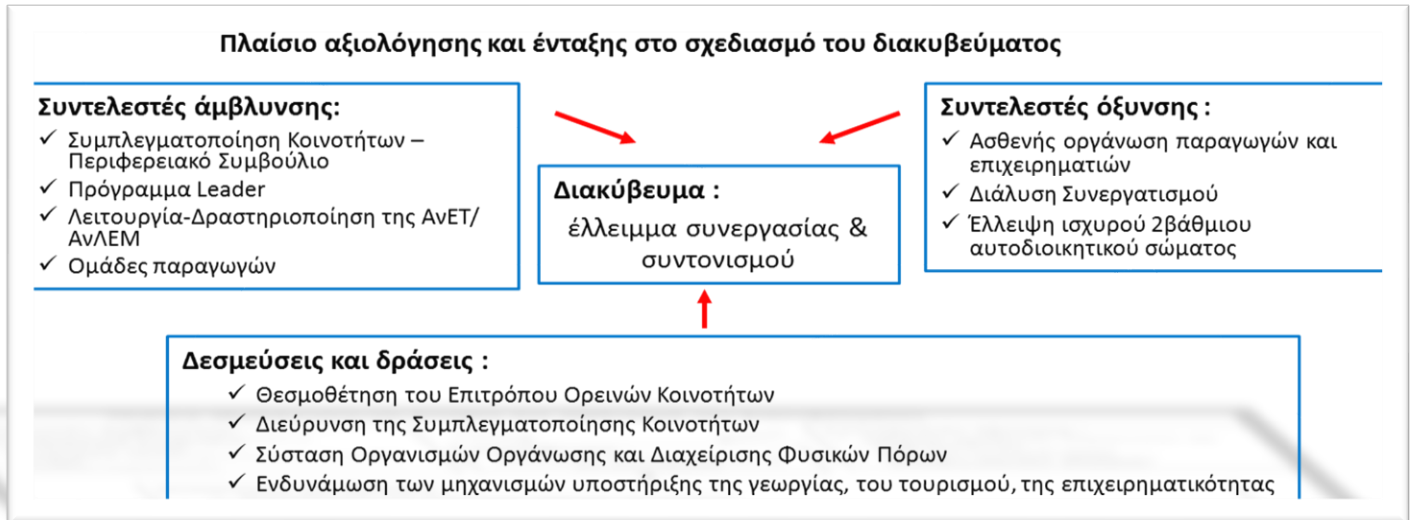 Πλαίσιο αξιολόγησης και ένταξης στο σχεδιασμό του διακυβεύματος
Συντελεστές άμβλυνσης:
✓ Συμπλεγματοποίηση Κοινοτήτων –
Περιφερειακό Συμβούλιο
✓ Πρόγραμμα Leader
✓ Λειτουργία-Δραστηριοποίηση της ΑνΕΤ/
ΑνΛΕΜ
✓ Ομάδες παραγωγών
Διακύβευμα :
έλλειμμα συνεργασίας &
συντονισμού
Συντελεστές όξυνσης :
✓ Ασθενής οργάνωση παραγωγών και
επιχειρηματιών
✓ Διάλυση Συνεργατισμού
✓ Έλλειψη ισχυρού 2βάθμιου
αυτοδιοικητικού σώματος
Δεσμεύσεις και δράσεις :
✓ Θεσμοθέτηση του Επιτρόπου Ορεινών Κοινοτήτων
✓ Διεύρυνση της Συμπλεγματοποίησης Κοινοτήτων
✓ Σύσταση Οργανισμών Οργάνωσης και Διαχείρισης Φυσικών Πόρων
✓ Ενδυνάμωση των μηχανισμών υποστήριξης της γεωργίας, του τουρισμού, της επιχειρηματικότητας